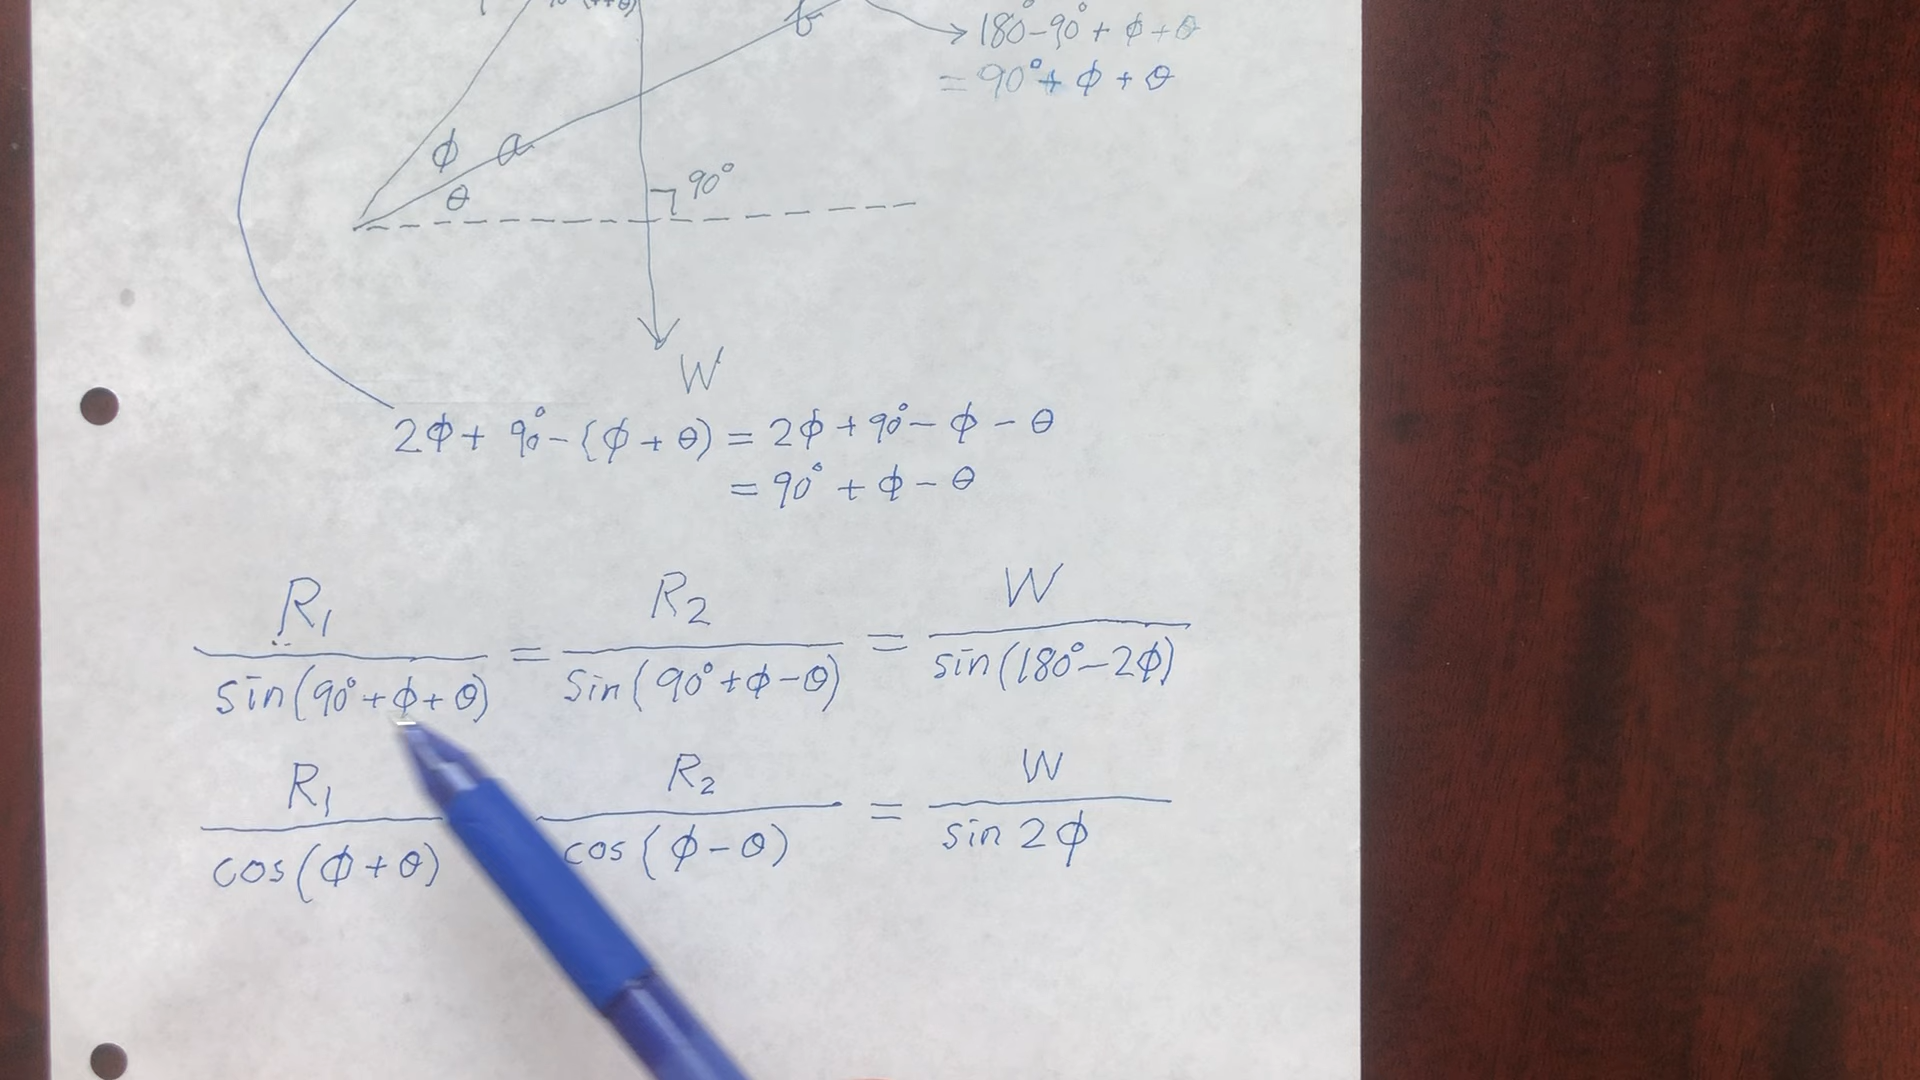 180°-90° + ϕ + θ
= 90° + ϕ + θ
b
ϕ a
θ
90°
W
2ϕ + 90° - (ϕ + θ) = 2ϕ + 90° - ϕ - θ
= 90° + ϕ - θ
R₁ / sin(90° + ϕ + θ) = R₂ / sin(90° + ϕ - θ) = W / sin(180° - 2ϕ)
R₁ / cos(ϕ + θ) R₂ / cos(ϕ - θ) = W / sin 2ϕ